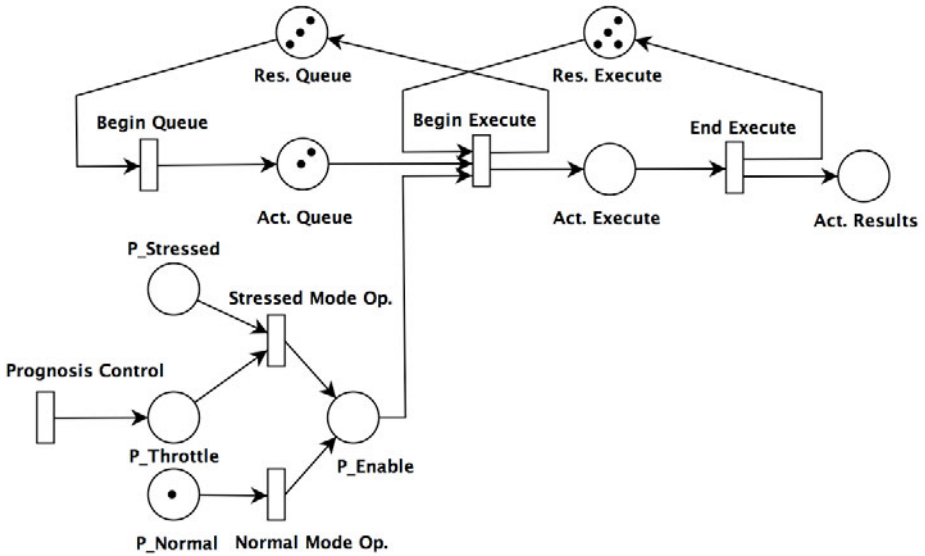 Res. Queue
Res. Execute
Begin Queue
Begin Execute
End Execute
Act. Queue
Act. Execute
Act. Results
P_Stressed
Stressed Mode Op.
Prognosis Control
P_Throttle
P_Enable
P_Normal
Normal Mode Op.